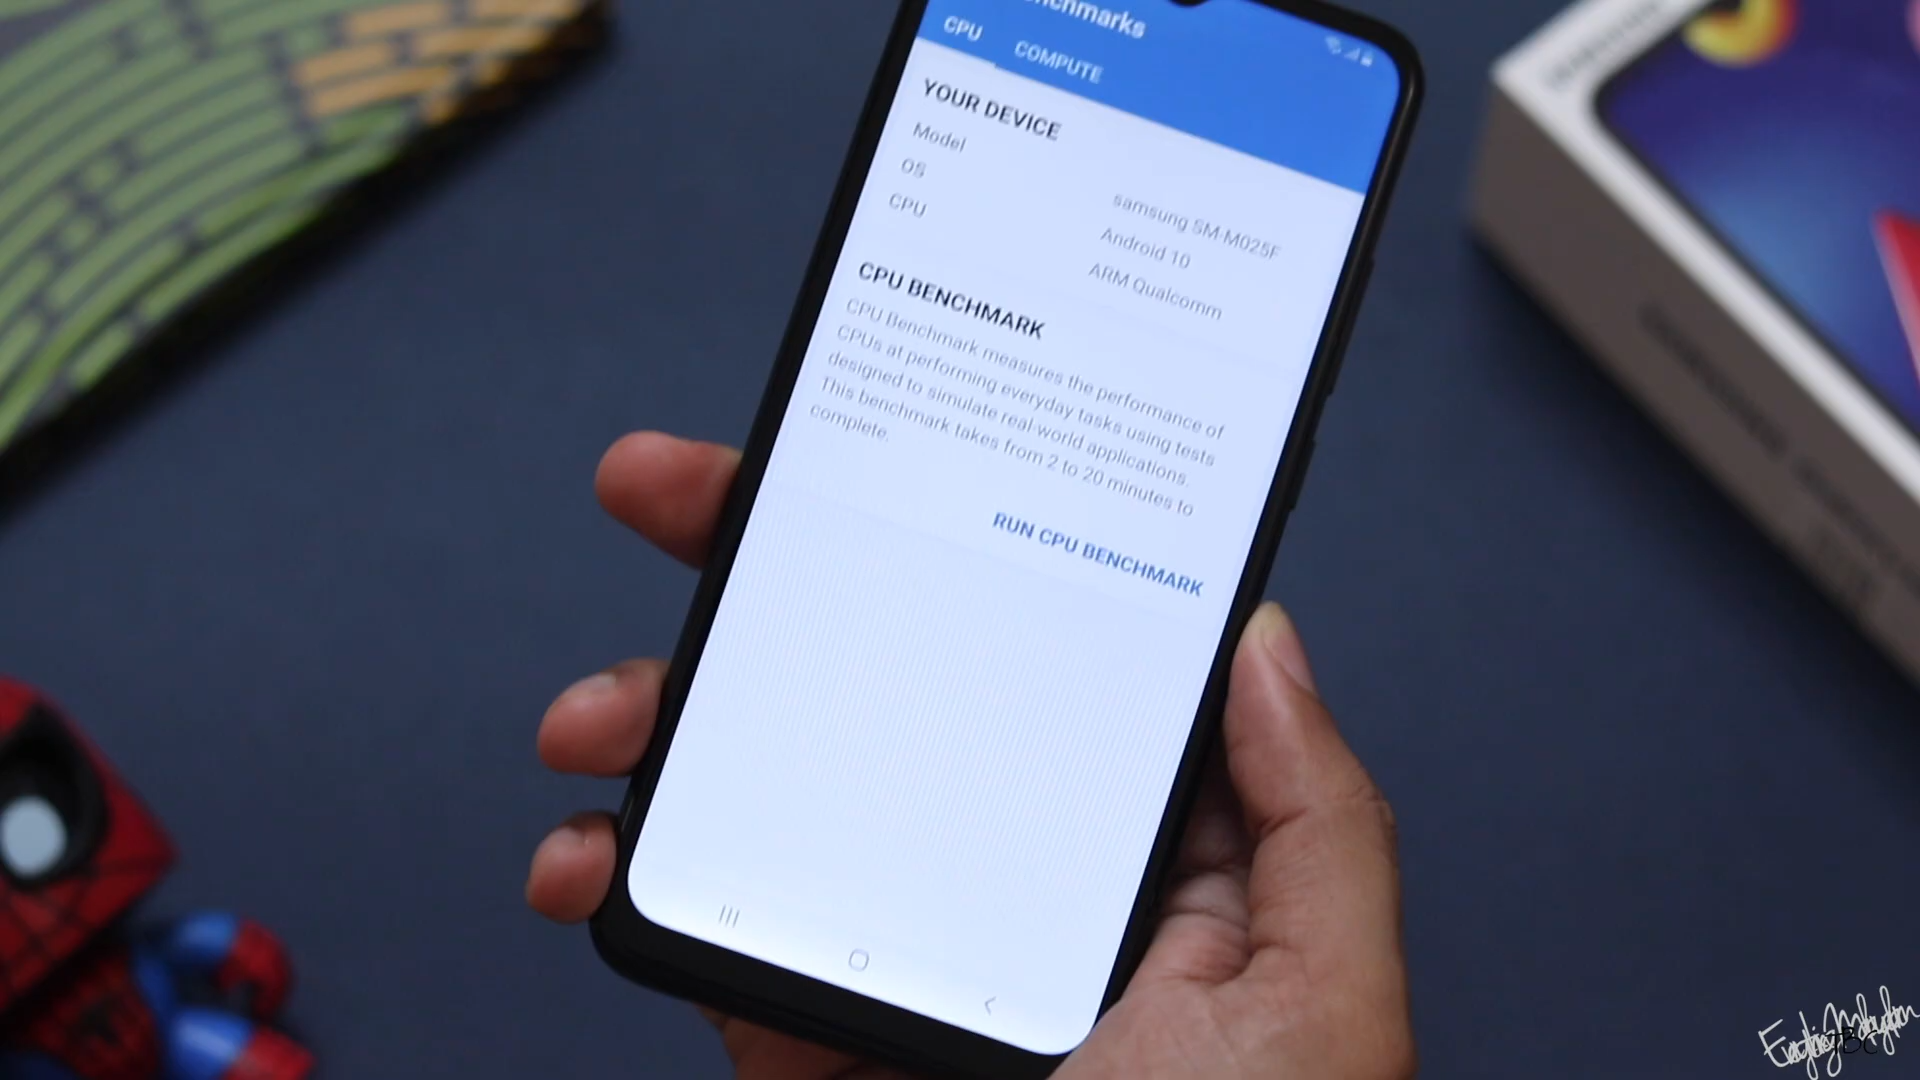 CPU COMPUTE
YOUR DEVICE
Model samsung SM-M025F
OS Android 10
CPU ARM Qualcomm
CPU BENCHMARK
CPU Benchmark measures the performance of
CPUs at performing everyday tasks using tests
designed to simulate real-world applications.
This benchmark takes from 2 to 20 minutes to
complete.
RUN CPU BENCHMARK